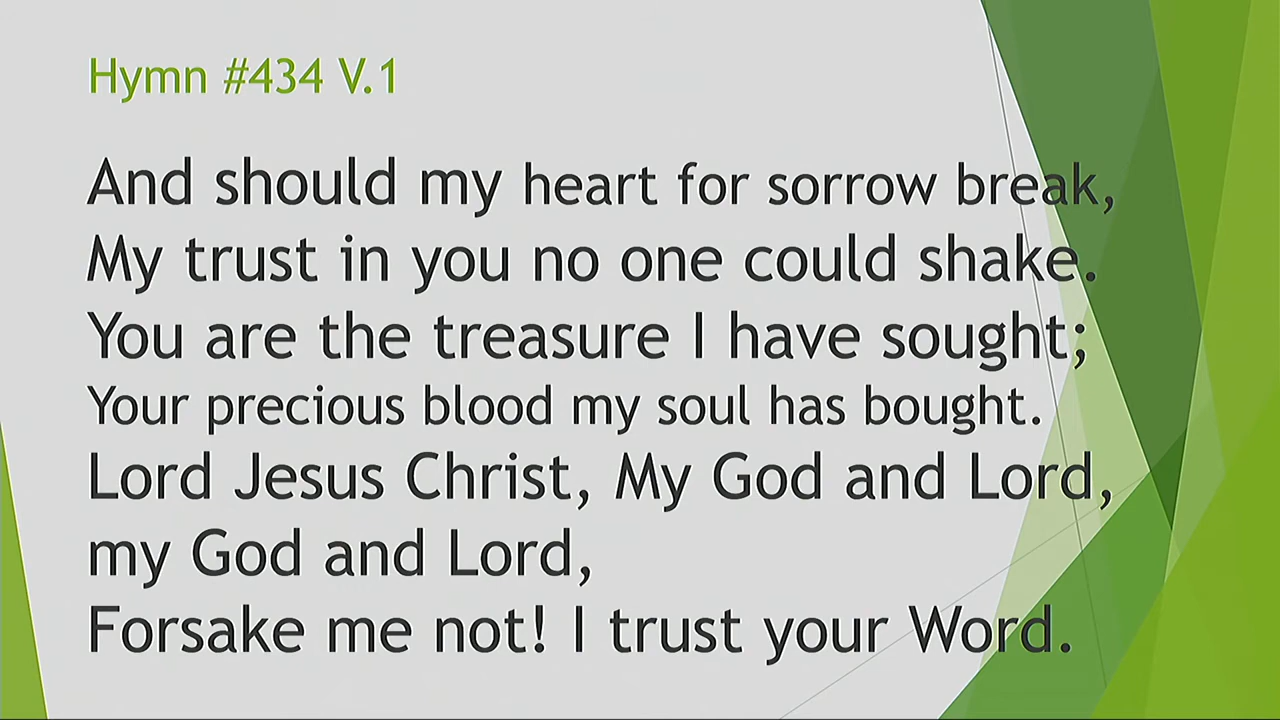 Hymn #434 V.1
And should my heart for sorrow break,
My trust in you no one could shake.
You are the treasure I have sought;
Your precious blood my soul has bought.
Lord Jesus Christ, My God and Lord,
my God and Lord,
Forsake me not! I trust your Word.